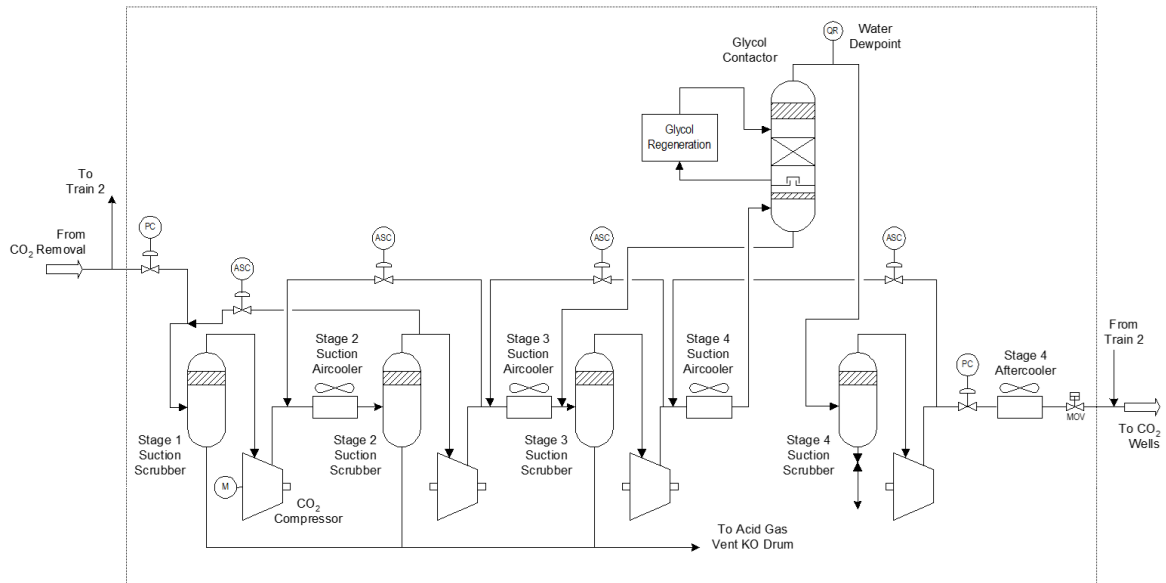 QR
Water
Dewpoint
Glycol
Contactor
Glycol
Regeneration
To
Train 2
From
CO2 Removal
PC
ASC
ASC
ASC
ASC
Stage 2
Suction
Aircooler
Stage 3
Suction
Aircooler
Stage 4
Suction
Aircooler
PC
Stage 4
Aftercooler
From
Train 2
MOV
To CO2
Wells
Stage 1
Suction
Scrubber
Stage 2
Suction
Scrubber
Stage 3
Suction
Scrubber
Stage 4
Suction
Scrubber
M
CO2
Compressor
To Acid Gas
Vent KO Drum